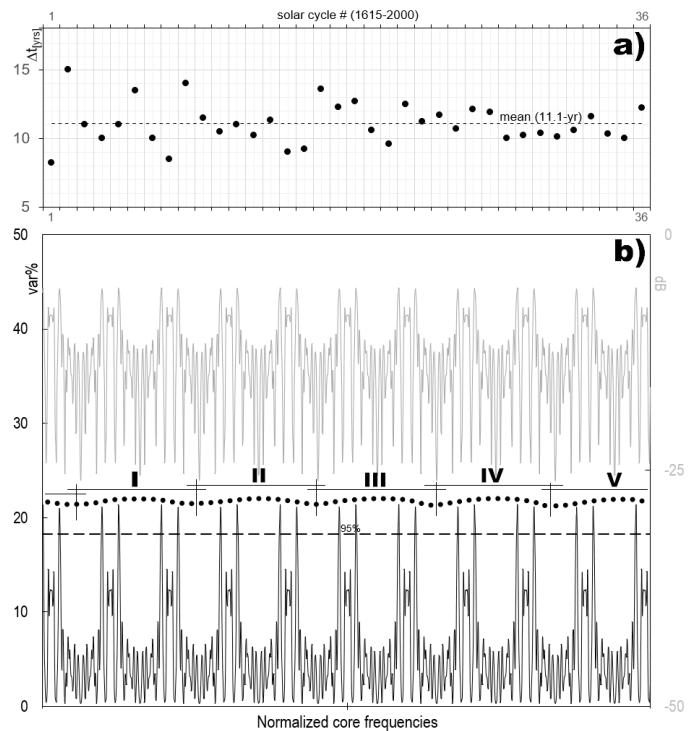 solar cycle # (1615-2000)
1 36
a)
Δt[yrs]
15
mean (11.1-yr)
10
5
1 36
50 0
b)
var%
dB
40
30
-25
I II III IV V
20
95%
10
0 -50
Normalized core frequencies